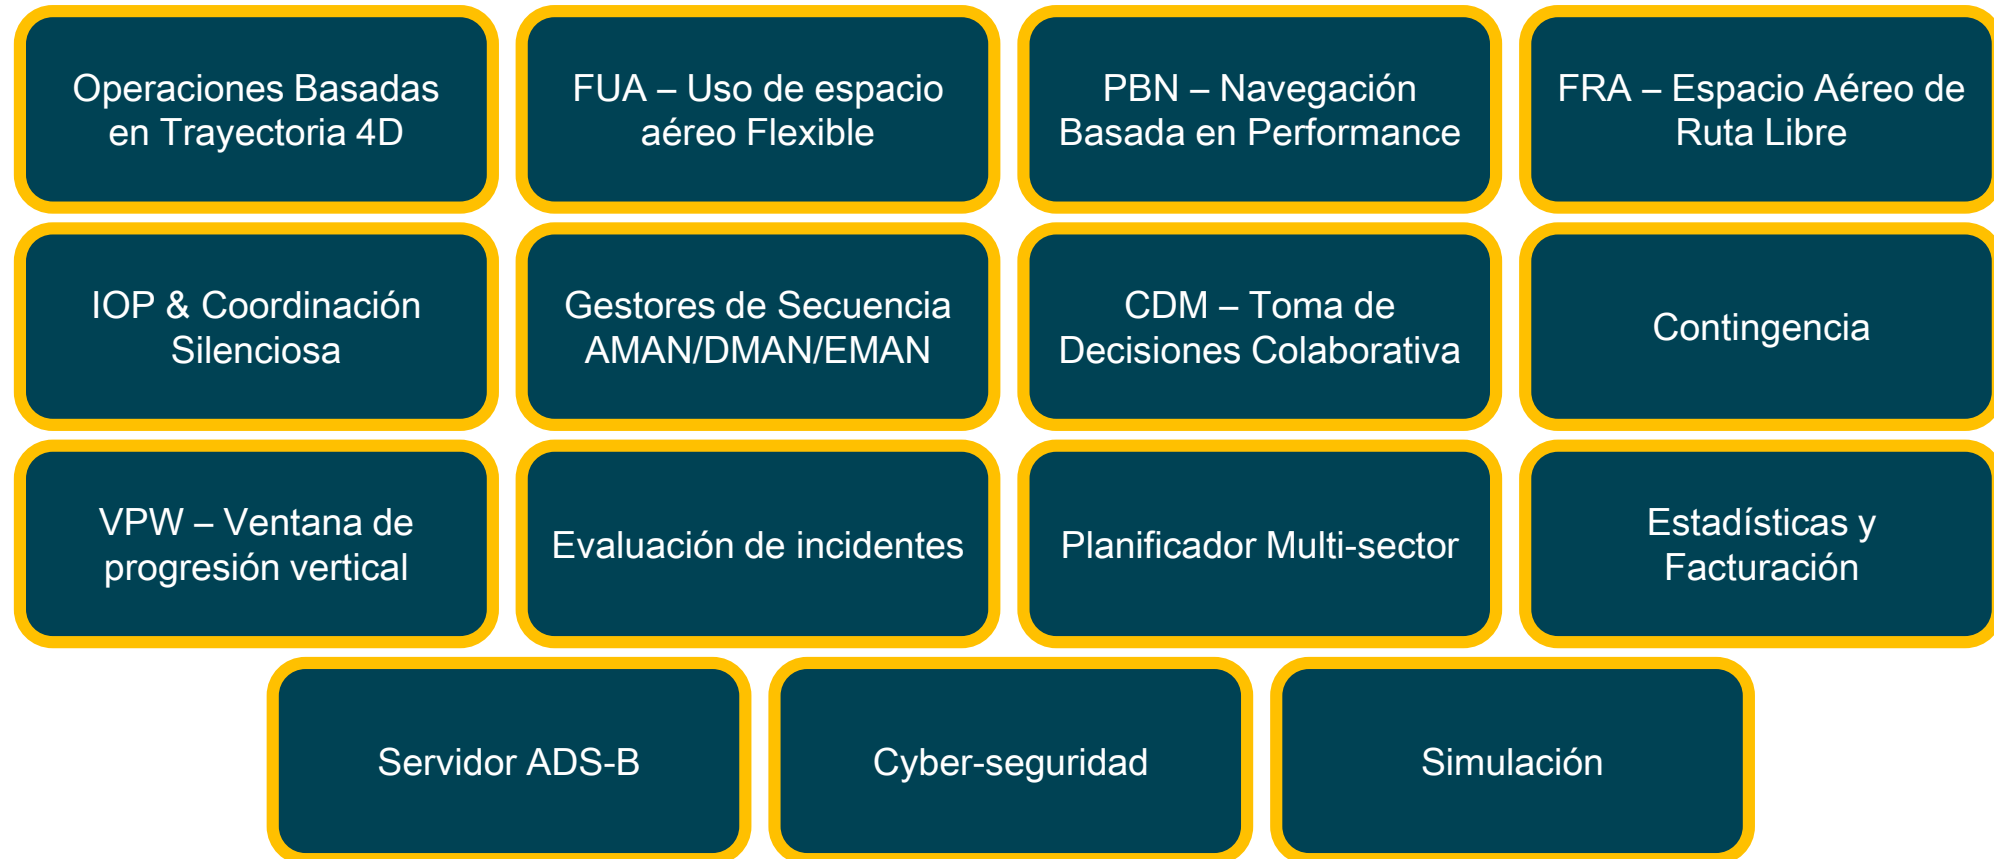 Operaciones Basadas
en Trayectoria 4D
FUA – Uso de espacio
aéreo Flexible
PBN – Navegación
Basada en Performance
FRA – Espacio Aéreo de
Ruta Libre
IOP & Coordinación
Silenciosa
Gestores de Secuencia
AMAN/DMAN/EMAN
CDM – Toma de
Decisiones Colaborativa
Contingencia
VPW – Ventana de
progresión vertical
Evaluación de incidentes
Planificador Multi-sector
Estadísticas y
Facturación
Servidor ADS-B
Cyber-seguridad
Simulación